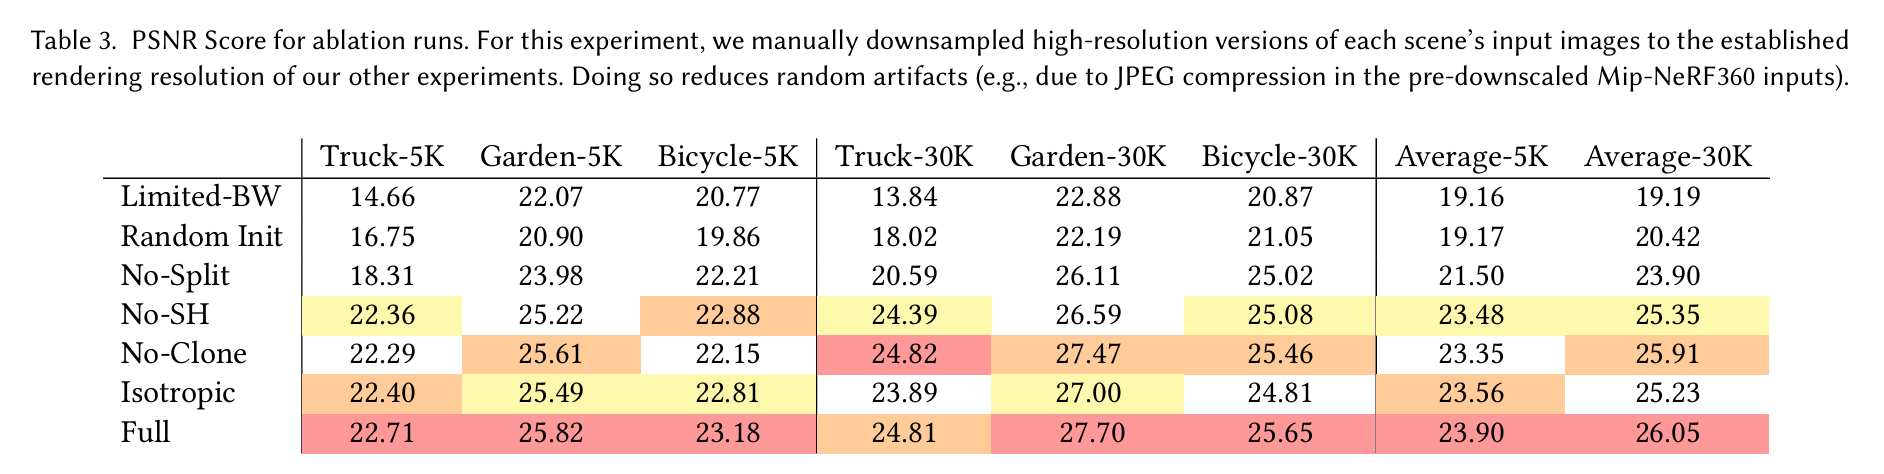 Table 3. PSNR Score for ablation runs. For this experiment, we manually downsampled high-resolution versions of each scene's input images to the established
rendering resolution of our other experiments. Doing so reduces random artifacts (e.g., due to JPEG compression in the pre-downscaled Mip-NeRF360 inputs).
Truck-5K Garden-5K Bicycle-5K Truck-30K Garden-30K Bicycle-30K Average-5K Average-30K
Limited-BW 14.66 22.07 20.77 13.84 22.88 20.87 19.16 19.19
Random Init 16.75 20.90 19.86 18.02 22.19 21.05 19.17 20.42
No-Split 18.31 23.98 22.21 20.59 26.11 25.02 21.50 23.90
No-SH 22.36 25.22 22.88 24.39 26.59 25.08 23.48 25.35
No-Clone 22.29 25.61 22.15 24.82 27.47 25.46 23.35 25.91
Isotropic 22.40 25.49 22.81 23.89 27.00 24.81 23.56 25.23
Full 22.71 25.82 23.18 24.81 27.70 25.65 23.90 26.05